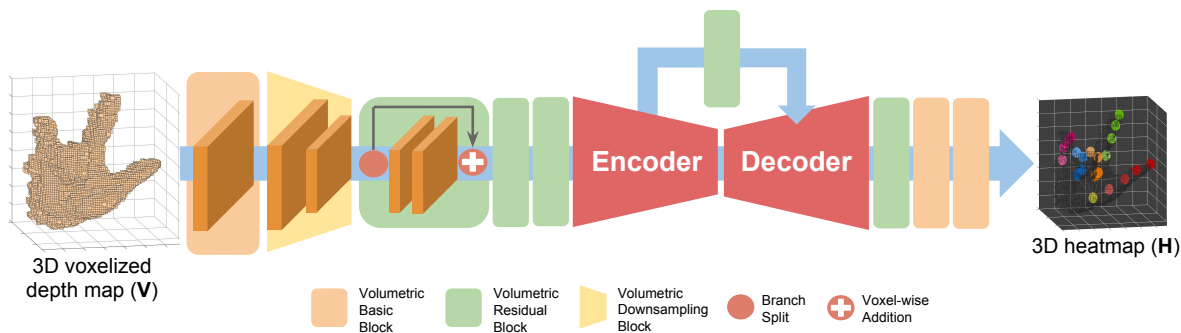 Encoder
Decoder
3D voxelized
depth map (V)
3D heatmap (H)
Volumetric
Basic
Block
Volumetric
Residual
Block
Volumetric
Downsampling
Block
Branch
Split
Voxel-wise
Addition